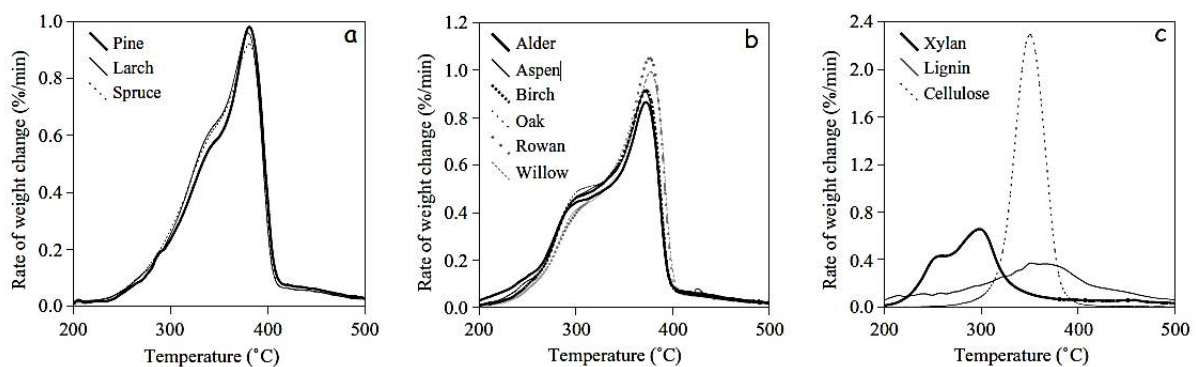 Rate of weight change (%/min)
1.0
0.8
0.6
0.4
0.2
0.0
Pine
Larch
Spruce
a
200 300 400 500
Temperature (˚C)
Rate of weight change (%/min)
1.2
1.0
0.8
0.6
0.4
0.2
0.0
Alder
Aspen
Birch
Oak
Rowan
Willow
b
200 300 400 500
Temperature (˚C)
Rate of weight change (%/min)
2.4
2.0
1.6
1.2
0.8
0.4
0.0
Xylan
Lignin
Cellulose
c
200 300 400 500
Temperature (˚C)